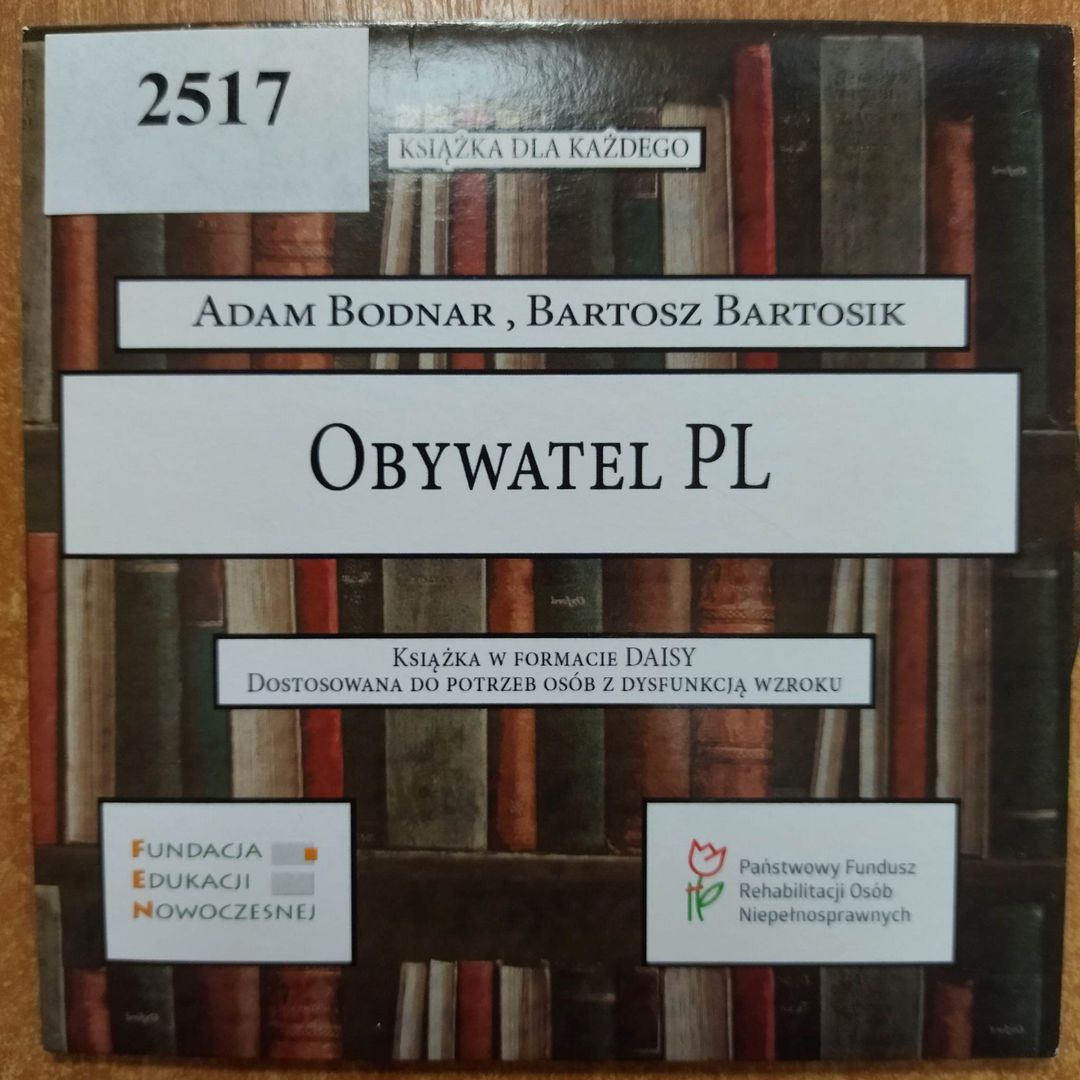 2517
KSIĄŻKA DLA KAŻDEGO
ADAM BODNAR , BARTOSZ BARTOSIK
OBYWATEL PL
KSIĄŻKA W FORMACIE DAISY
DOSTOSOWANA DO POTRZEB OSÓB Z DYSFUNKCJĄ WZROKU
FUNDACJA
EDUKACJI
NOWOCZESNEJ
Państwowy Fundusz
Rehabilitacji Osób
Niepełnosprawnych